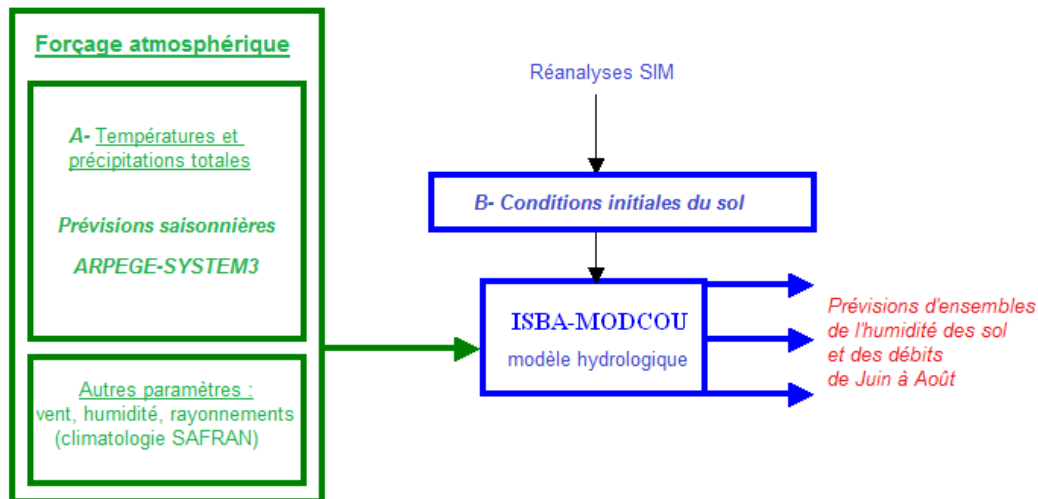 Forçage atmosphérique
A- Températures et
précipitations totales
Prévisions saisonnières
ARPEGE-SYSTEM3
Autres paramètres :
vent, humidité, rayonnements
(climatologie SAFRAN)
Réanalyses SIM
B- Conditions initiales du sol
ISBA-MODCOU
modèle hydrologique
Prévisions d'ensembles
de l'humidité des sol
et des débits
de Juin à Août